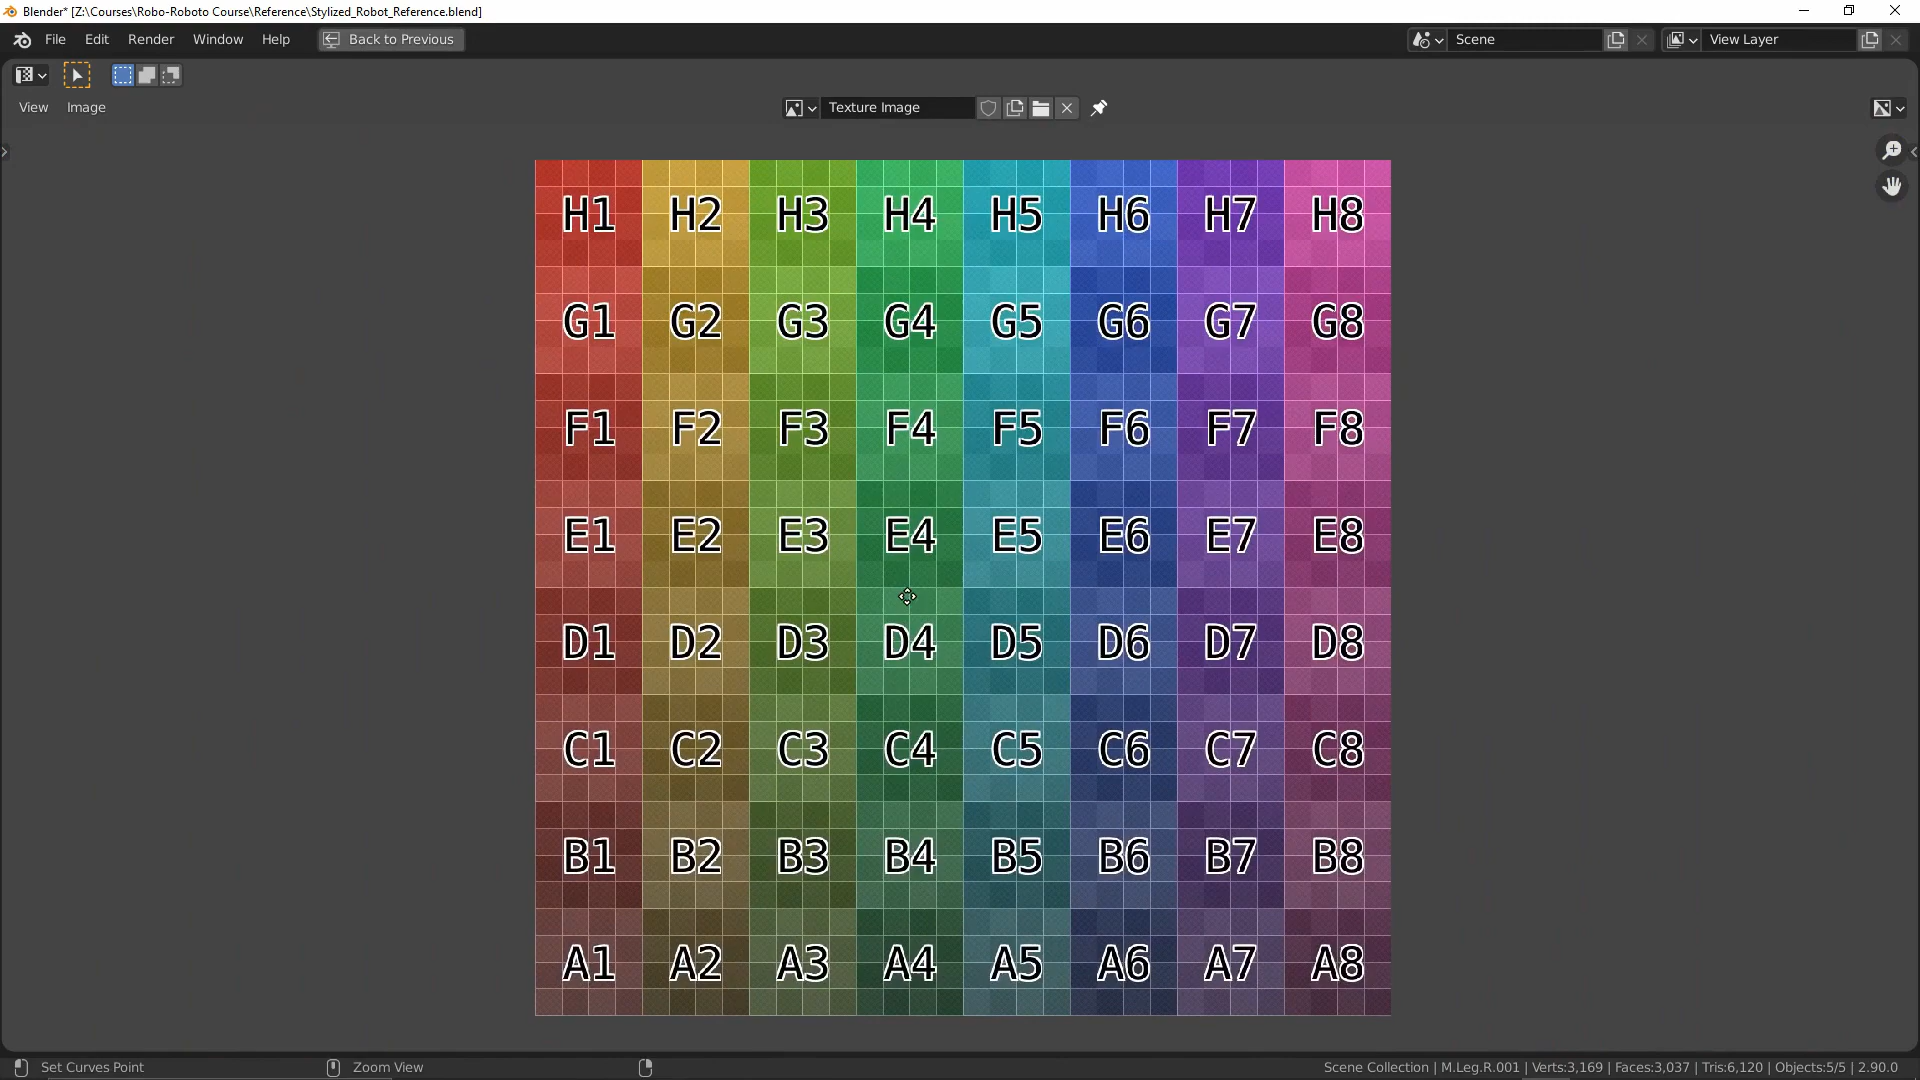 Blender* [Z:\Courses\Robo-Roboto Course\Reference\Stylized_Robot_Reference.blend]
File Edit Render Window Help Back to Previous Scene View Layer
View Image Texture Image
H1 H2 H3 H4 H5 H6 H7 H8
G1 G2 G3 G4 G5 G6 G7 G8
F1 F2 F3 F4 F5 F6 F7 F8
E1 E2 E3 E4 E5 E6 E7 E8
D1 D2 D3 D4 D5 D6 D7 D8
C1 C2 C3 C4 C5 C6 C7 C8
B1 B2 B3 B4 B5 B6 B7 B8
A1 A2 A3 A4 A5 A6 A7 A8
Set Curves Point Zoom View Scene Collection | M.Leg.R.001 | Verts:3,169 | Faces:3,037 | Tris:6,120 | Objects:5/5 | 2.90.0